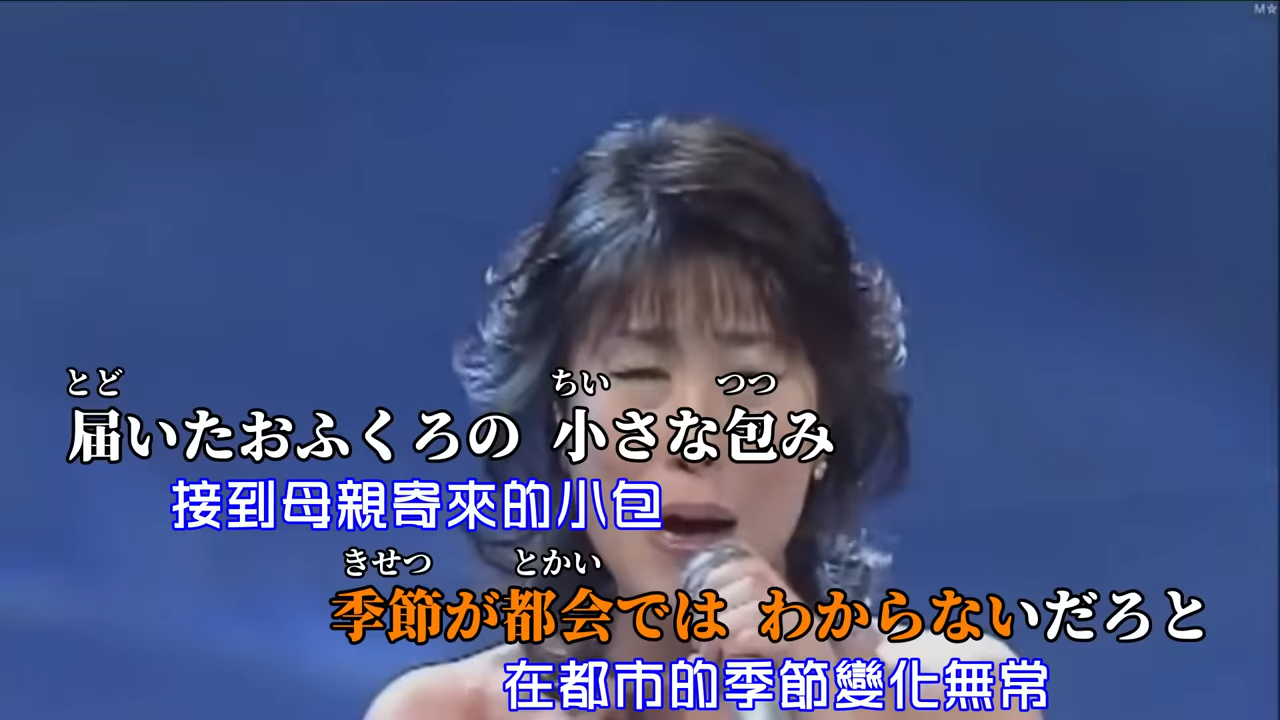 M☆
とど ちい つつ
届いたおふくろの 小さな包み
接到母親寄來的小包
きせつ とかい
季節が都会では わからないだろと
在都市的季節變化無常